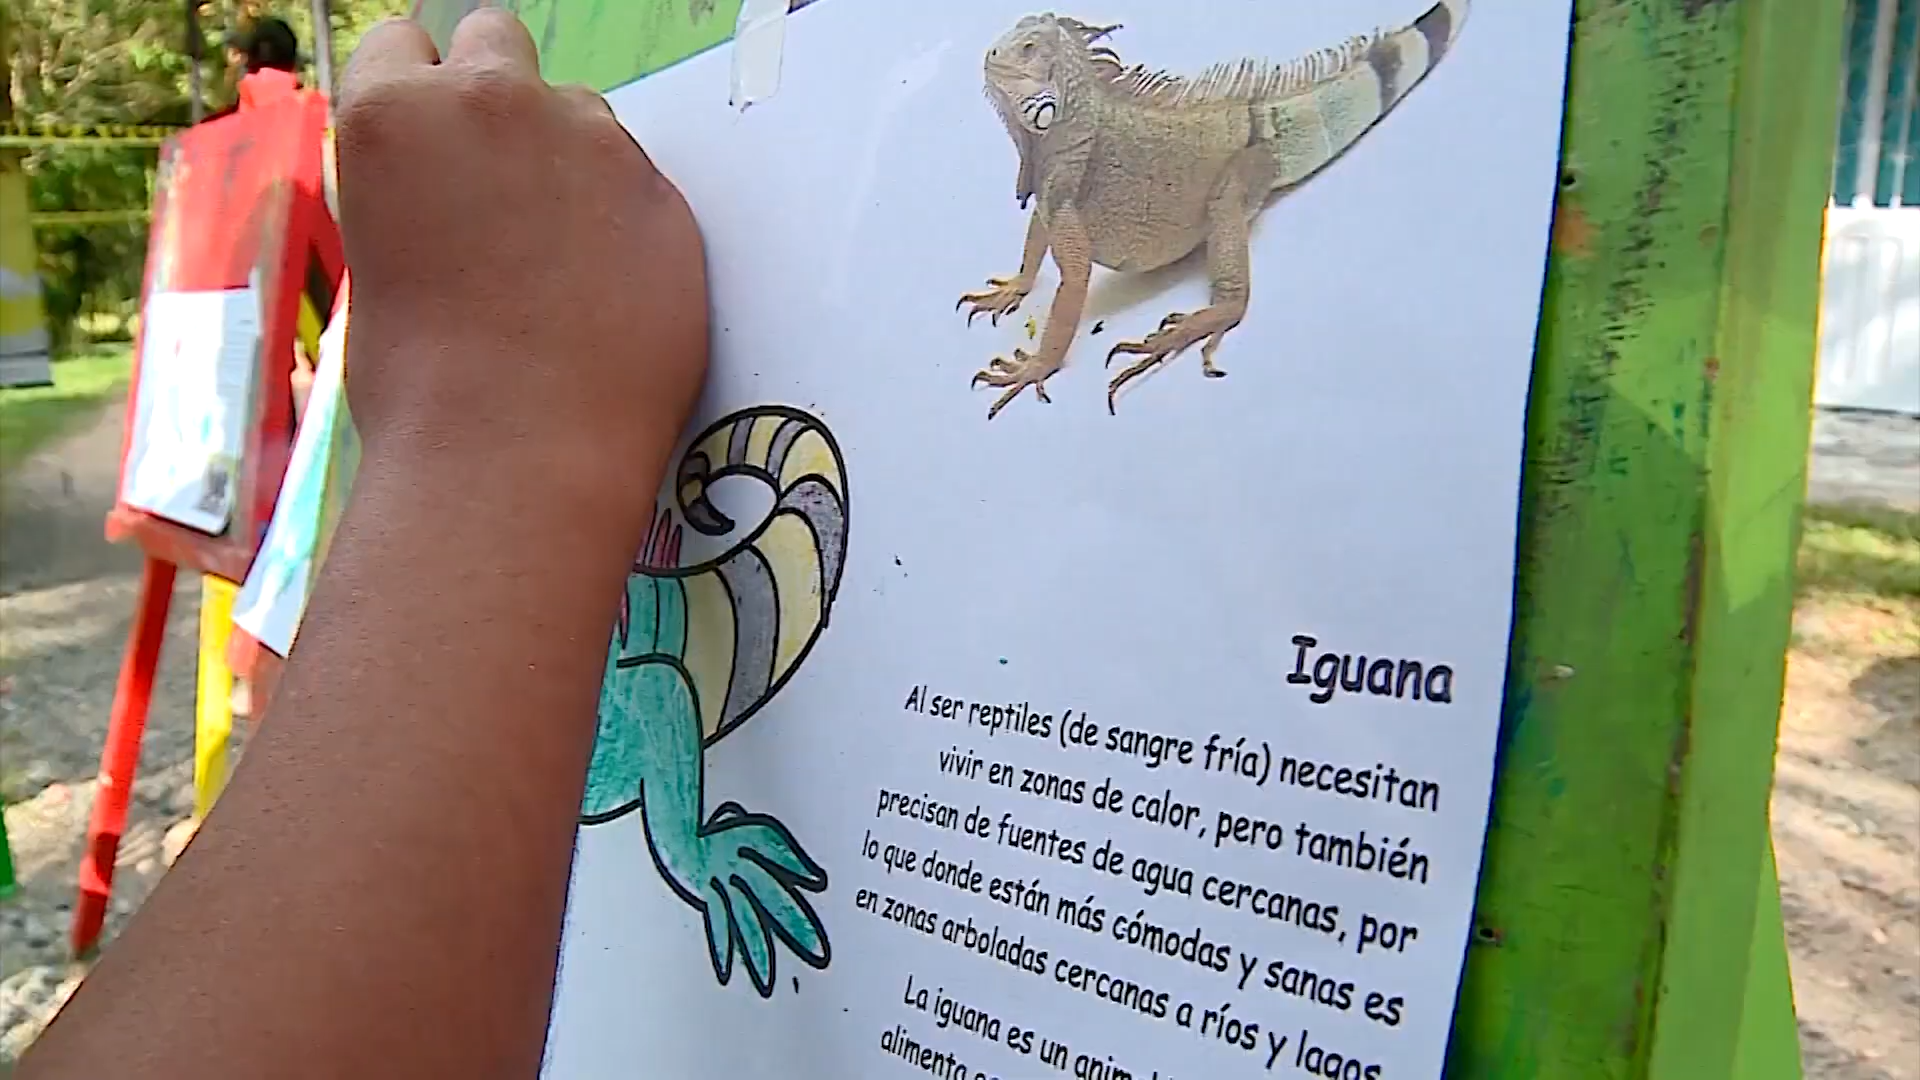 Iguana
Al ser reptiles (de sangre fría) necesitan
vivir en zonas de calor, pero también
precisan de fuentes de agua cercanas, por
lo que donde están más cómodas y sanas es
en zonas arboladas cercanas a ríos y lagos
La iguana es un
alimenta